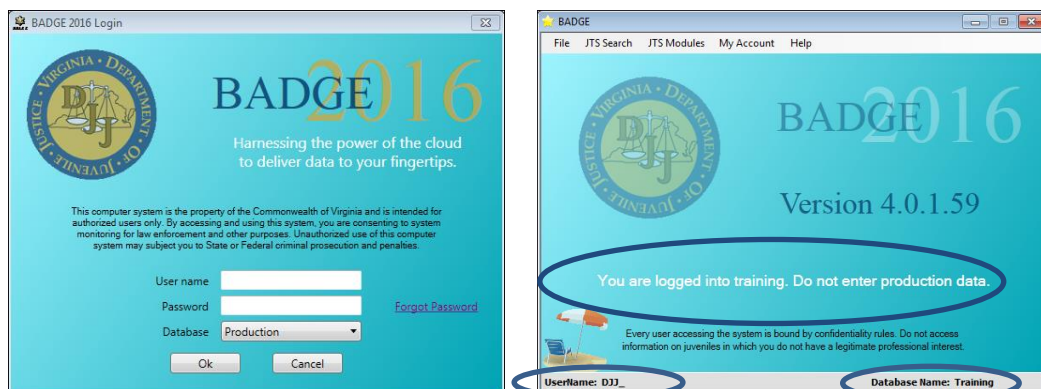 BADGE 2016 Login
VIRGINIA • DEPARTMENT OF JUVENILE JUSTICE •
DJJ
BADGE 2016
Harnessing the power of the cloud
to deliver data to your fingertips.
This computer system is the property of the Commonwealth of Virginia and is intended for
authorized users only. By accessing and using this system, you are consenting to system
monitoring for law enforcement and other purposes. Unauthorized use of this computer
system may subject you to State or Federal criminal prosecution and penalties.
User name
Password
Forgot Password
Database Production
Ok Cancel
BADGE
File JTS Search JTS Modules My Account Help
VIRGINIA • DEPARTMENT OF JUVENILE JUSTICE •
DJJ
BADGE 2016
Version 4.0.1.59
You are logged into training. Do not enter production data.
Every user accessing the system is bound by confidentiality rules. Do not access
information on juveniles in which you do not have a legitimate professional interest.
UserName: DJJ_ Database Name: Training